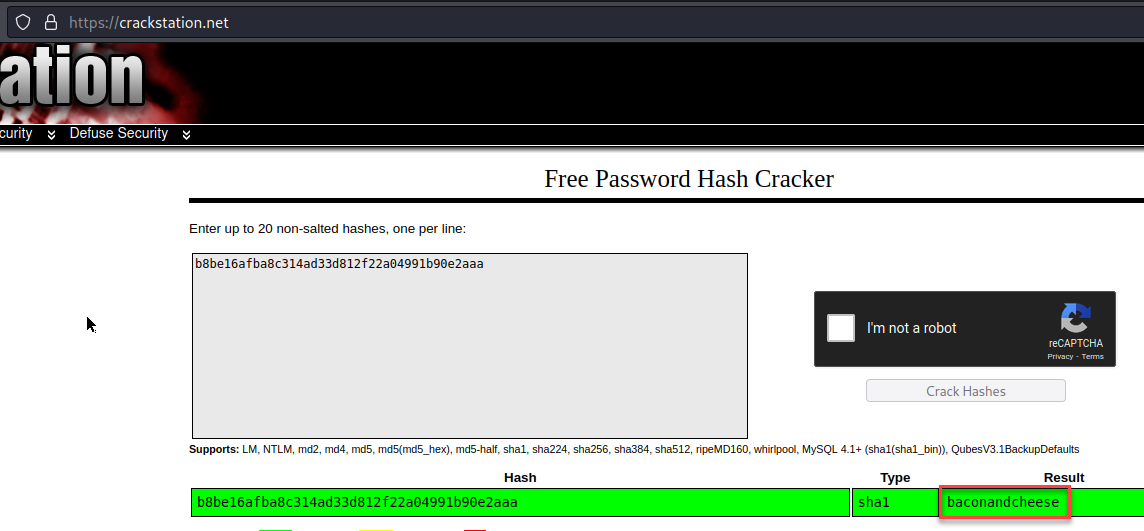 https://crackstation.net
ation
curity Defuse Security
Free Password Hash Cracker
Enter up to 20 non-salted hashes, one per line:
b8be16afba8c314ad33d812f22a04991b90e2aaa
I'm not a robot
reCAPTCHA
Privacy - Terms
Crack Hashes
Supports: LM, NTLM, md2, md4, md5, md5(md5_hex), md5-half, sha1, sha224, sha256, sha384, sha512, ripeMD160, whirlpool, MySQL 4.1+ (sha1(sha1_bin)), QubesV3.1BackupDefaults
Hash Type Result
b8be16afba8c314ad33d812f22a04991b90e2aaa sha1 baconandcheese